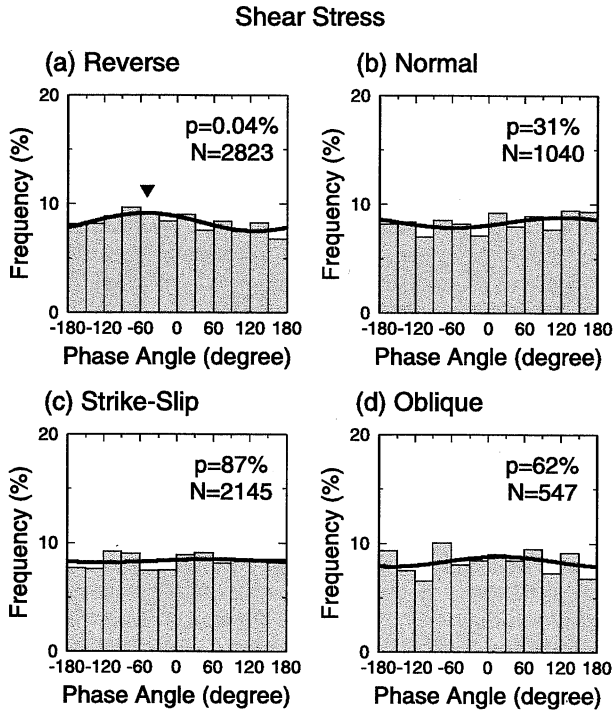 Shear Stress
(a) Reverse
20
10
0
Frequency (%)
p=0.04%
N=2823
-180 -120 -60 0 60 120 180
Phase Angle (degree)
(b) Normal
20
10
0
Frequency (%)
p=31%
N=1040
-180 -120 -60 0 60 120 180
Phase Angle (degree)
(c) Strike-Slip
20
10
0
Frequency (%)
p=87%
N=2145
-180 -120 -60 0 60 120 180
Phase Angle (degree)
(d) Oblique
20
10
0
Frequency (%)
p=62%
N=547
-180 -120 -60 0 60 120 180
Phase Angle (degree)